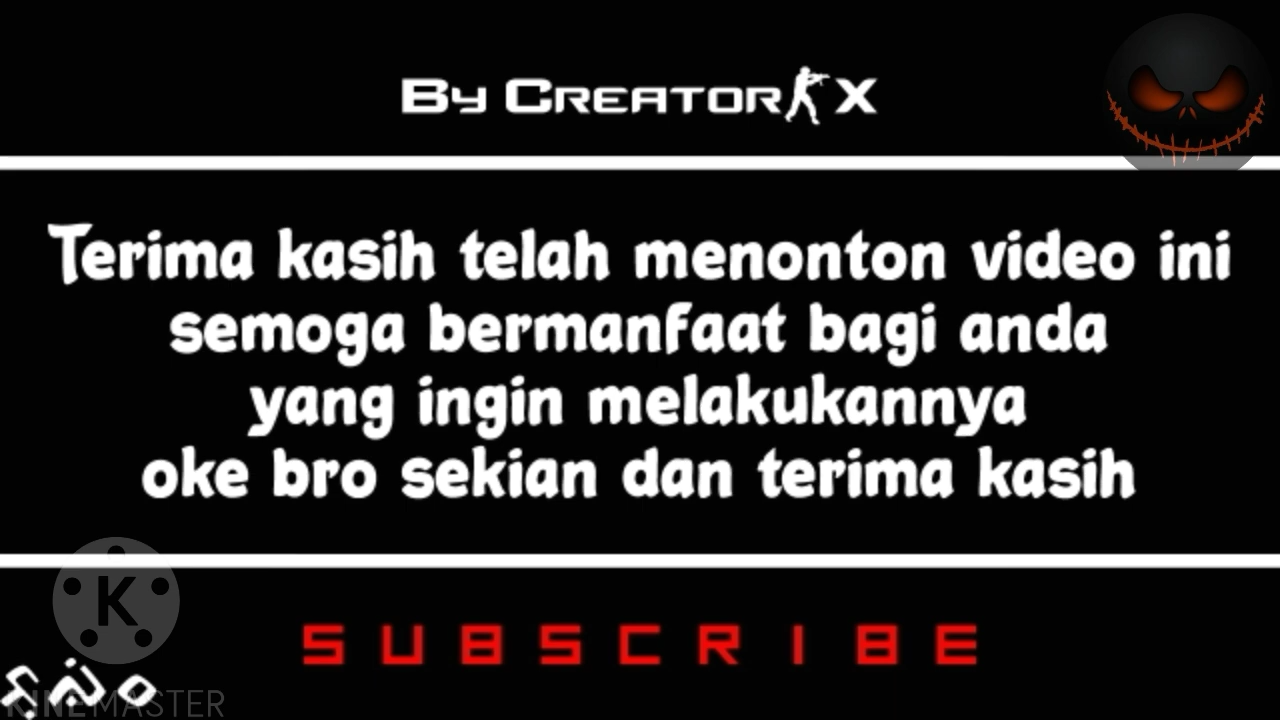 By Creator X
Terima kasih telah menonton video ini
semoga bermanfaat bagi anda
yang ingin melakukannya
oke bro sekian dan terima kasih
SUBSCRIBE
K
KINEMASTER